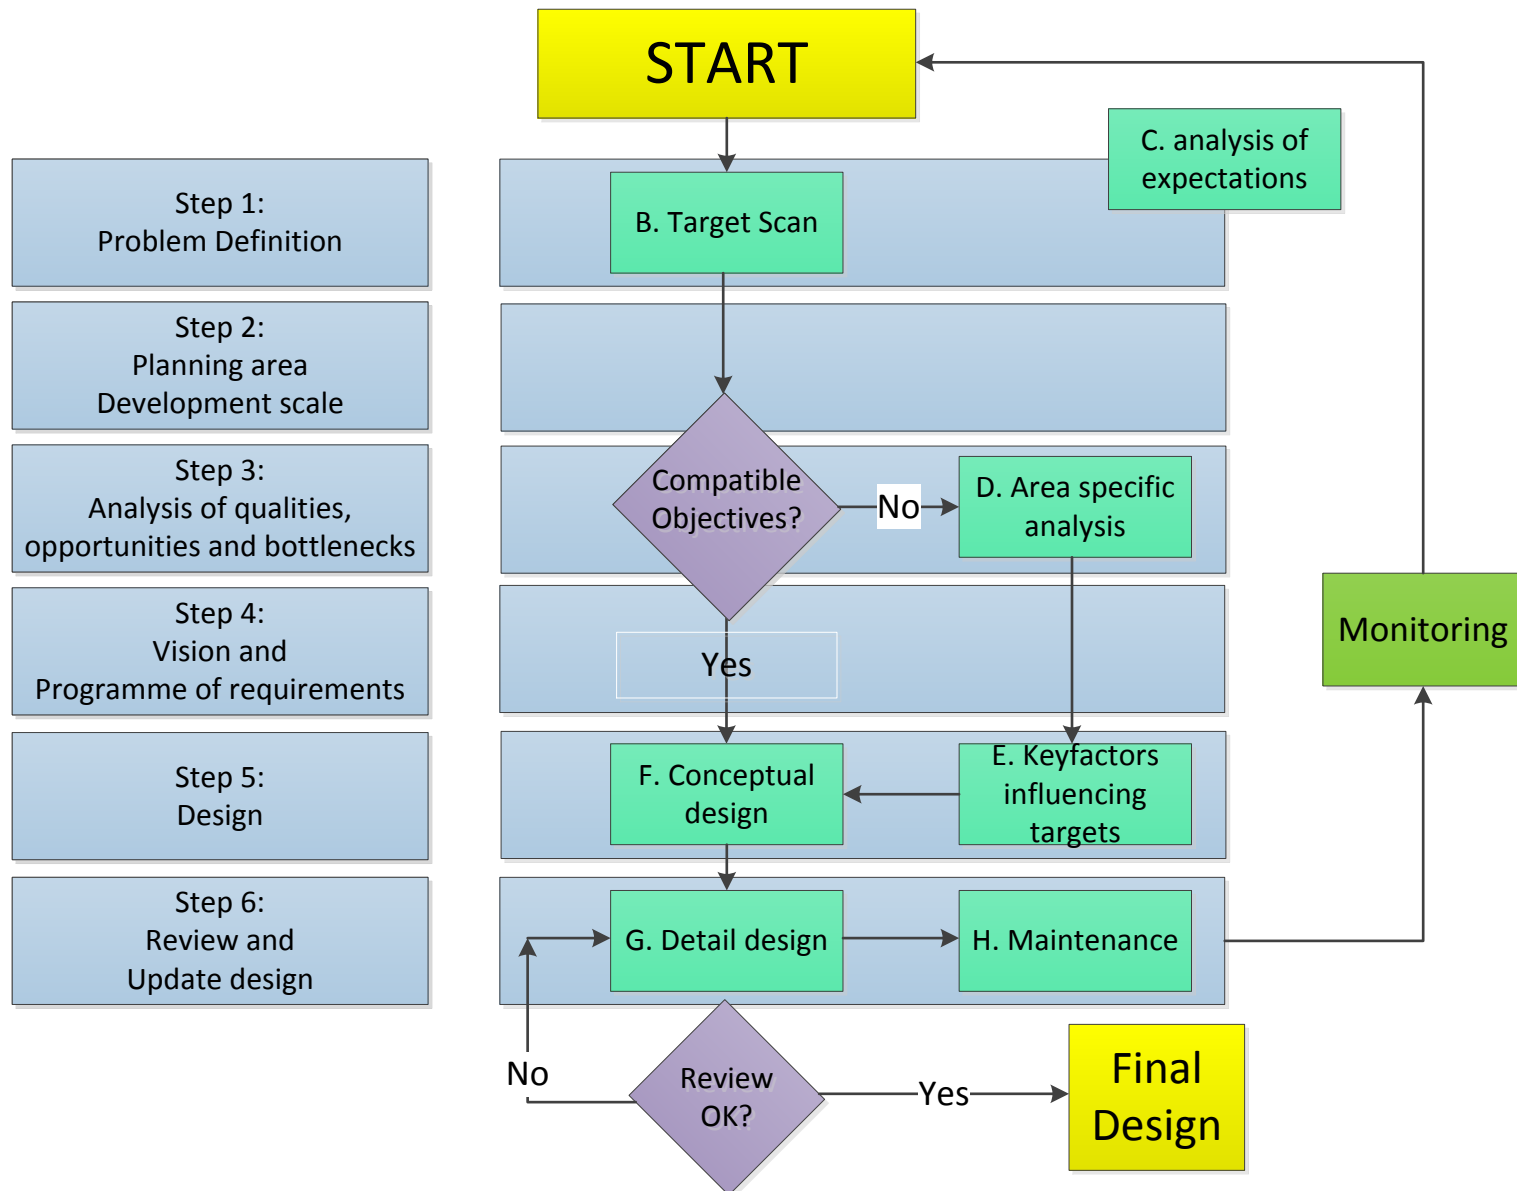 START
C. analysis of
expectations
Step 1:
Problem Definition
B. Target Scan
Step 2:
Planning area
Development scale
Step 3:
Analysis of qualities,
opportunities and bottlenecks
Compatible
Objectives?
No
D. Area specific
analysis
Step 4:
Vision and
Programme of requirements
Yes
Monitoring
Step 5:
Design
F. Conceptual
design
E. Keyfactors
influencing
targets
Step 6:
Review and
Update design
G. Detail design
H. Maintenance
No
Review
OK?
Yes
Final
Design